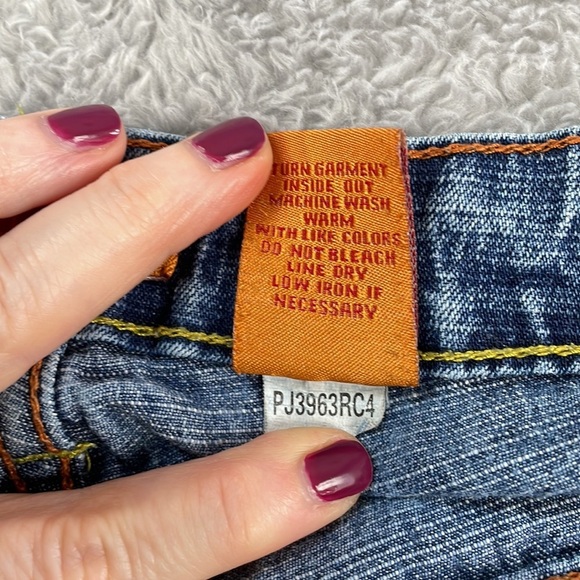 TURN GARMENT
INSIDE OUT
MACHINE WASH
WARM
WITH LIKE COLORS
DO NOT BLEACH
LINE DRY
LOW IRON IF
NECESSARY
PJ3963RC4